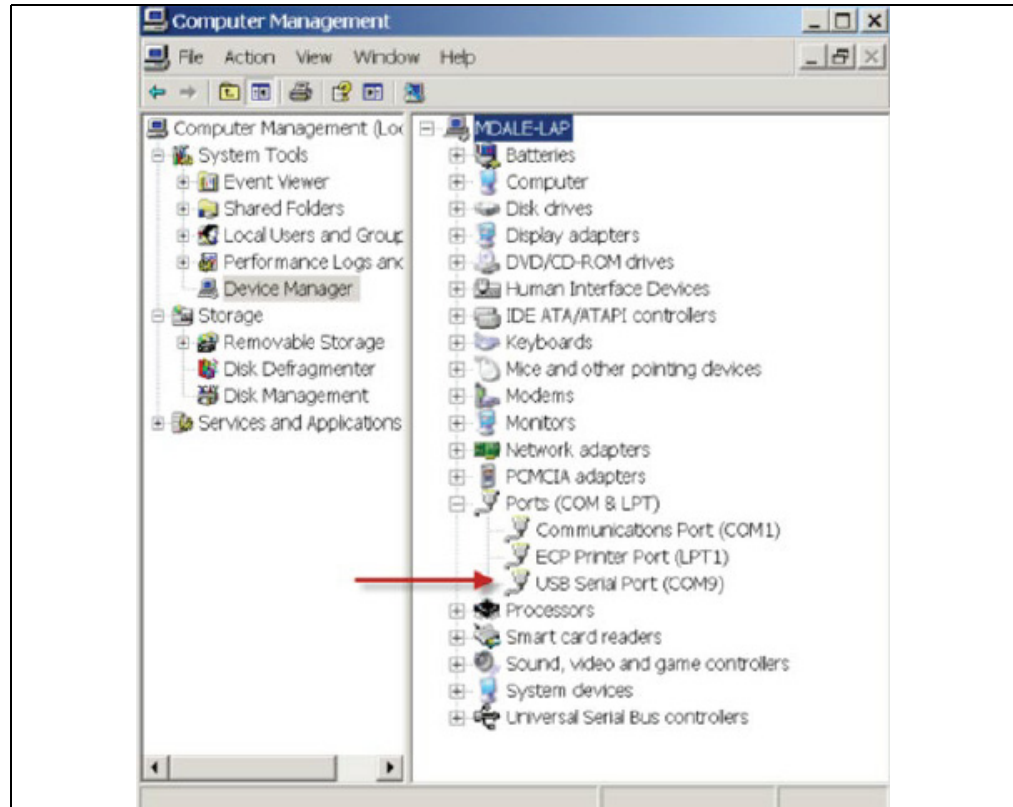 Computer Management
File Action View Window Help
Computer Management (Loc
System Tools
Event Viewer
Shared Folders
Local Users and Group
Performance Logs and
Device Manager
Storage
Removable Storage
Disk Defragmenter
Disk Management
Services and Applications
MDALE-LAP
Batteries
Computer
Disk drives
Display adapters
DVD/CD-ROM drives
Human Interface Devices
IDE ATA/ATAPI controllers
Keyboards
Mice and other pointing devices
Modems
Monitors
Network adapters
PCMCIA adapters
Ports (COM & LPT)
Communications Port (COM1)
ECP Printer Port (LPT1)
USB Serial Port (COM9)
Processors
Smart card readers
Sound, video and game controllers
System devices
Universal Serial Bus controllers